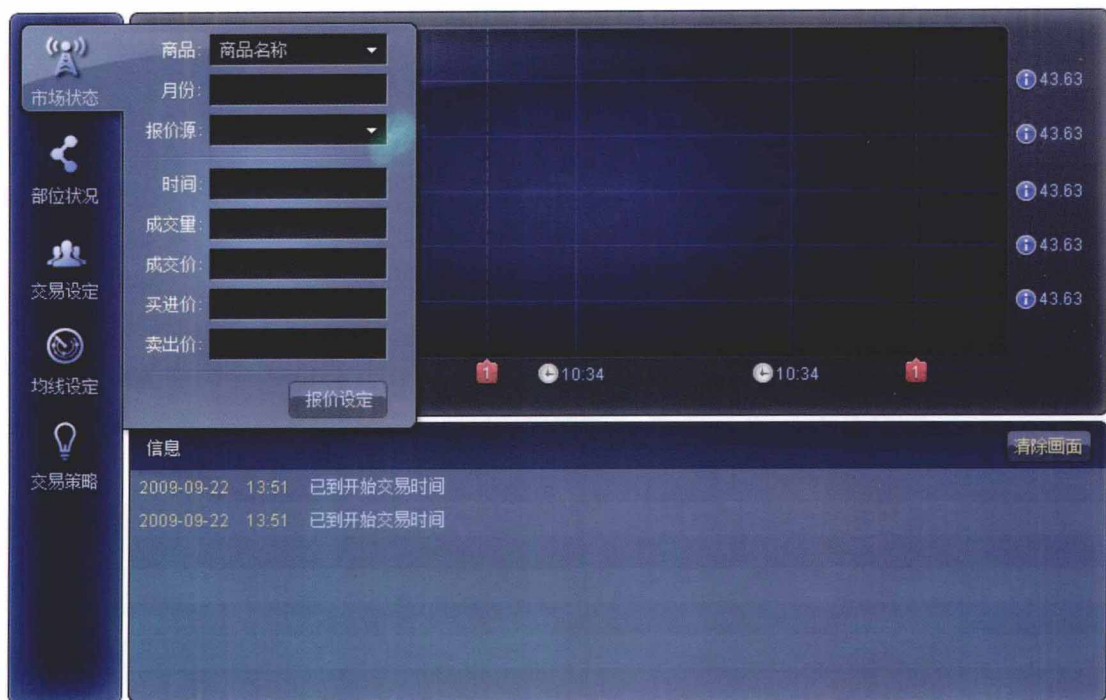 市场状态
部位状况
交易设定
均线设定
交易策略
商品: 商品名称
月份:
报价源:
时间:
成交量:
成交价:
买进价:
卖出价:
报价设定
43.63
43.63
43.63
43.63
43.63
1 10:34 10:34 1
信息 清除画面
2009-09-22 13:51 已到开始交易时间
2009-09-22 13:51 已到开始交易时间